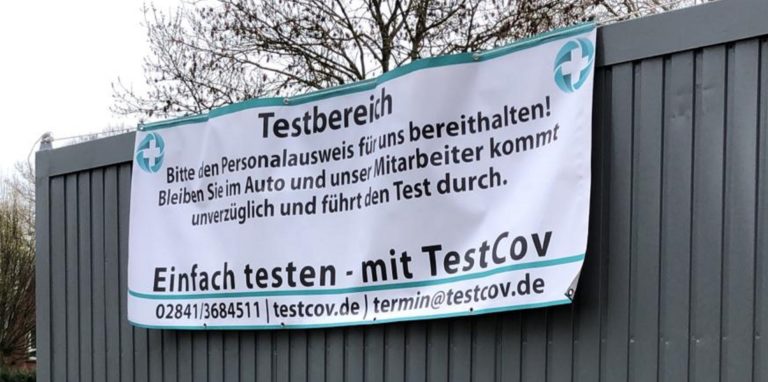 Testbereich
Bitte den Personalausweis für uns bereithalten!
Bleiben Sie im Auto und unser Mitarbeiter kommt
unverzüglich und führt den Test durch.
Einfach testen - mit TestCov
02841/3684511 | testcov.de | termin@testcov.de